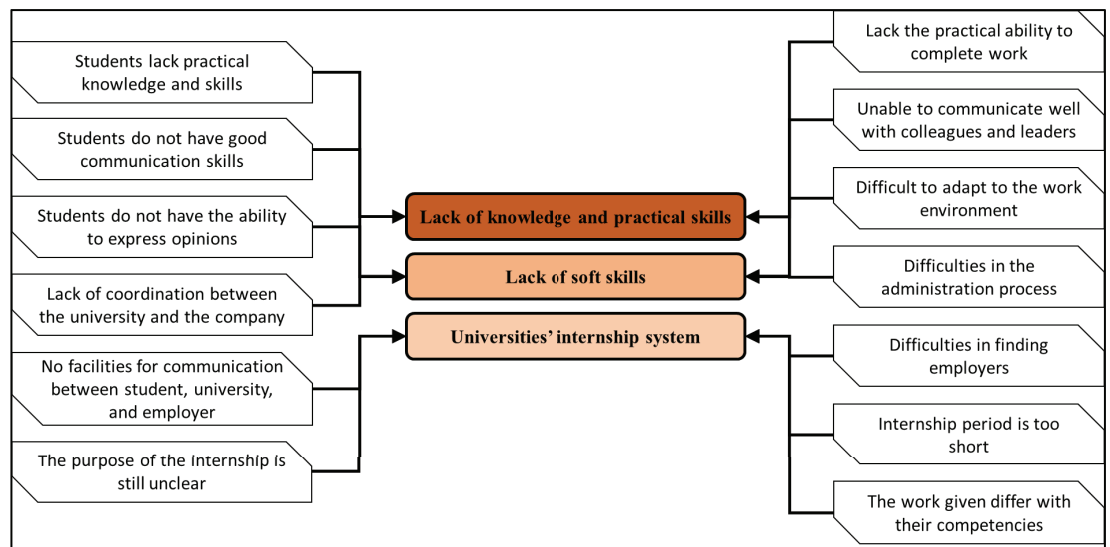 Students lack practical
knowledge and skills
Students do not have good
communication skills
Students do not have the ability
to express opinions
Lack of coordination between
the university and the company
No facilities for communication
between student, university,
and employer
The purpose of the internship is
still unclear
Lack of knowledge and practical skills
Lack of soft skills
Universities' internship system
Lack the practical ability to
complete work
Unable to communicate well
with colleagues and leaders
Difficult to adapt to the work
environment
Difficulties in the
administration process
Difficulties in finding
employers
Internship period is too
short
The work given differ with
their competencies